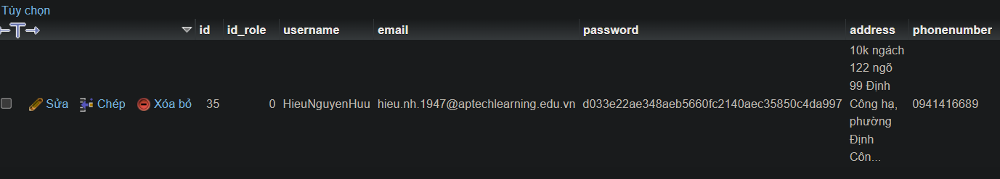 Tùy chọn
id id_role username email password address phonenumber
Sửa Chép Xóa bỏ 35 0 HieuNguyenHuu hieu.nh.1947@aptechlearning.edu.vn d033e22ae348aeb5660fc2140aec35850c4da997 10k ngách
122 ngõ
99 Định
Công hạ, 0941416689
phường
Định
Côn...